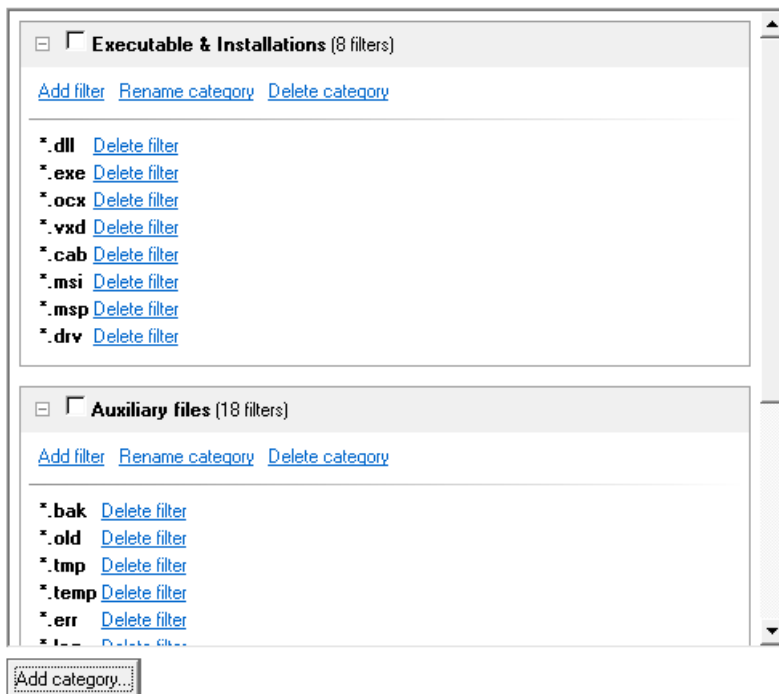 Executable & Installations (8 filters)
Add filter Rename category Delete category
*.dll Delete filter
*.exe Delete filter
*.ocx Delete filter
*.vxd Delete filter
*.cab Delete filter
*.msi Delete filter
*.msp Delete filter
*.drv Delete filter
Auxiliary files (18 filters)
Add filter Rename category Delete category
*.bak Delete filter
*.old Delete filter
*.tmp Delete filter
*.temp Delete filter
*.err Delete filter
Delete filter
Add category...